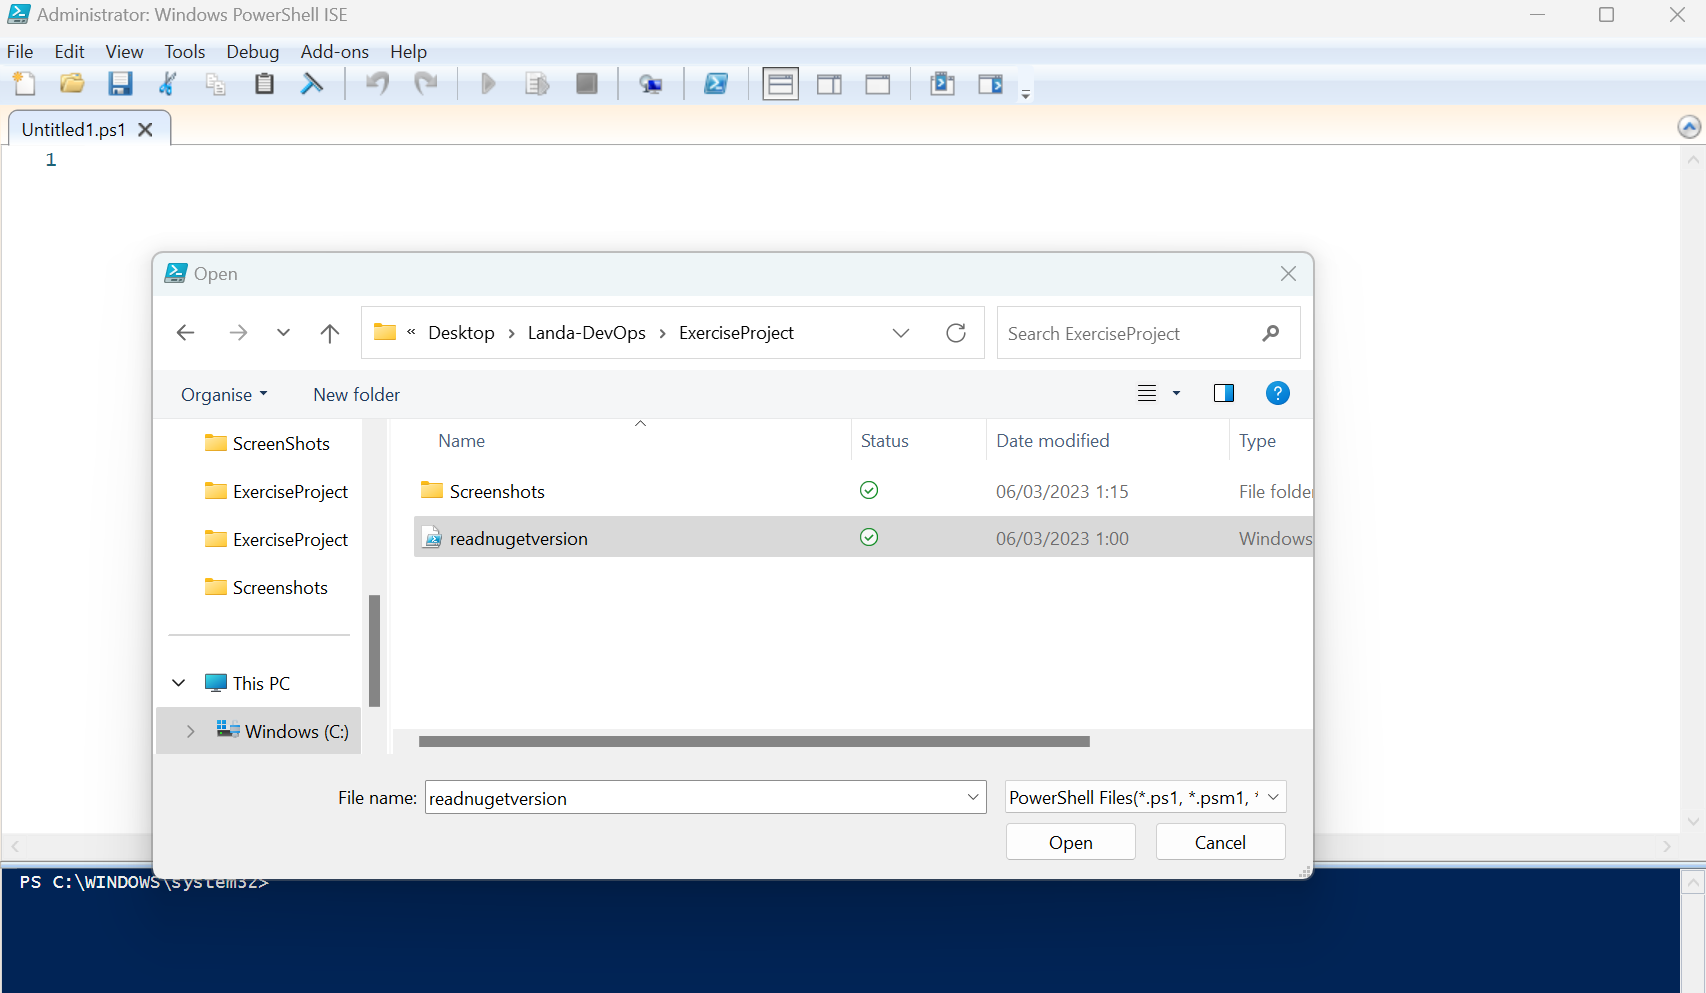 Administrator: Windows PowerShell ISE
File Edit View Tools Debug Add-ons Help
Untitled1.ps1
1
Open
« Desktop > Landa-DevOps > ExerciseProject
Search ExerciseProject
Organise
New folder
?
ScreenShots
ExerciseProject
ExerciseProject
Screenshots
This PC
Windows (C:)
Name Status Date modified Type
Screenshots 06/03/2023 1:15 File folder
readnugetversion 06/03/2023 1:00 Windows
File name: readnugetversion
PowerShell Files(*.ps1, *.psm1, *
Open Cancel
PS C:\WINDOWS\system32>